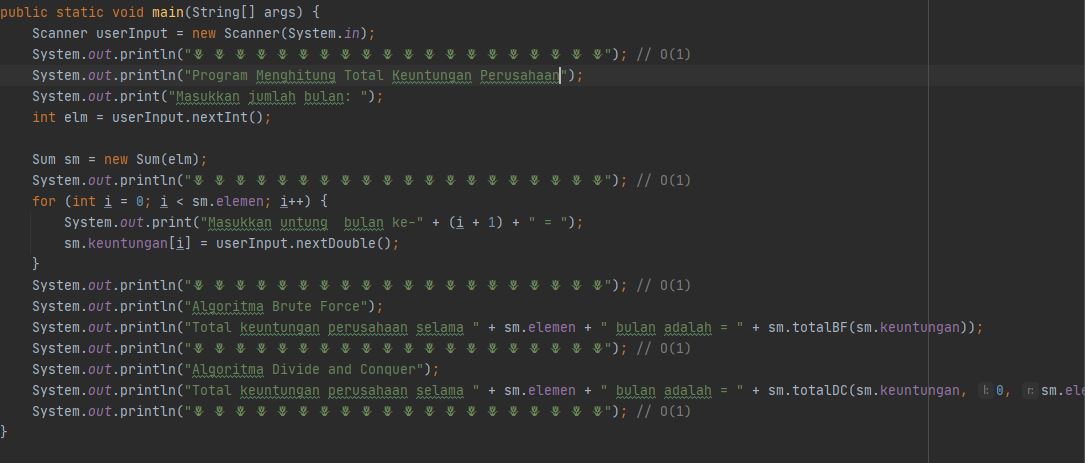 public static void main(String[] args) {
Scanner userInput = new Scanner(System.in);
System.out.println("⚘ ⚘ ⚘ ⚘ ⚘ ⚘ ⚘ ⚘ ⚘ ⚘ ⚘ ⚘ ⚘ ⚘ ⚘ ⚘ ⚘ ⚘ ⚘ ⚘"); // O(1)
System.out.println("Program Menghitung Total Keuntungan Perusahaan");
System.out.print("Masukkan jumlah bulan: ");
int elm = userInput.nextInt();
Sum sm = new Sum(elm);
System.out.println("⚘ ⚘ ⚘ ⚘ ⚘ ⚘ ⚘ ⚘ ⚘ ⚘ ⚘ ⚘ ⚘ ⚘ ⚘ ⚘ ⚘ ⚘ ⚘ ⚘"); // O(1)
for (int i = 0; i < sm.elemen; i++) {
System.out.print("Masukkan untung  bulan ke-" + (i + 1) + " = ");
sm.keuntungan[i] = userInput.nextDouble();
}
System.out.println("⚘ ⚘ ⚘ ⚘ ⚘ ⚘ ⚘ ⚘ ⚘ ⚘ ⚘ ⚘ ⚘ ⚘ ⚘ ⚘ ⚘ ⚘ ⚘ ⚘"); // O(1)
System.out.println("Algoritma Brute Force");
System.out.println("Total keuntungan perusahaan selama " + sm.elemen + " bulan adalah = " + sm.totalBF(sm.keuntungan));
System.out.println("⚘ ⚘ ⚘ ⚘ ⚘ ⚘ ⚘ ⚘ ⚘ ⚘ ⚘ ⚘ ⚘ ⚘ ⚘ ⚘ ⚘ ⚘ ⚘ ⚘"); // O(1)
System.out.println("Algoritma Divide and Conquer");
System.out.println("Total keuntungan perusahaan selama " + sm.elemen + " bulan adalah = " + sm.totalDC(sm.keuntungan, l: 0, r: sm.ele
System.out.println("⚘ ⚘ ⚘ ⚘ ⚘ ⚘ ⚘ ⚘ ⚘ ⚘ ⚘ ⚘ ⚘ ⚘ ⚘ ⚘ ⚘ ⚘ ⚘ ⚘"); // O(1)
}